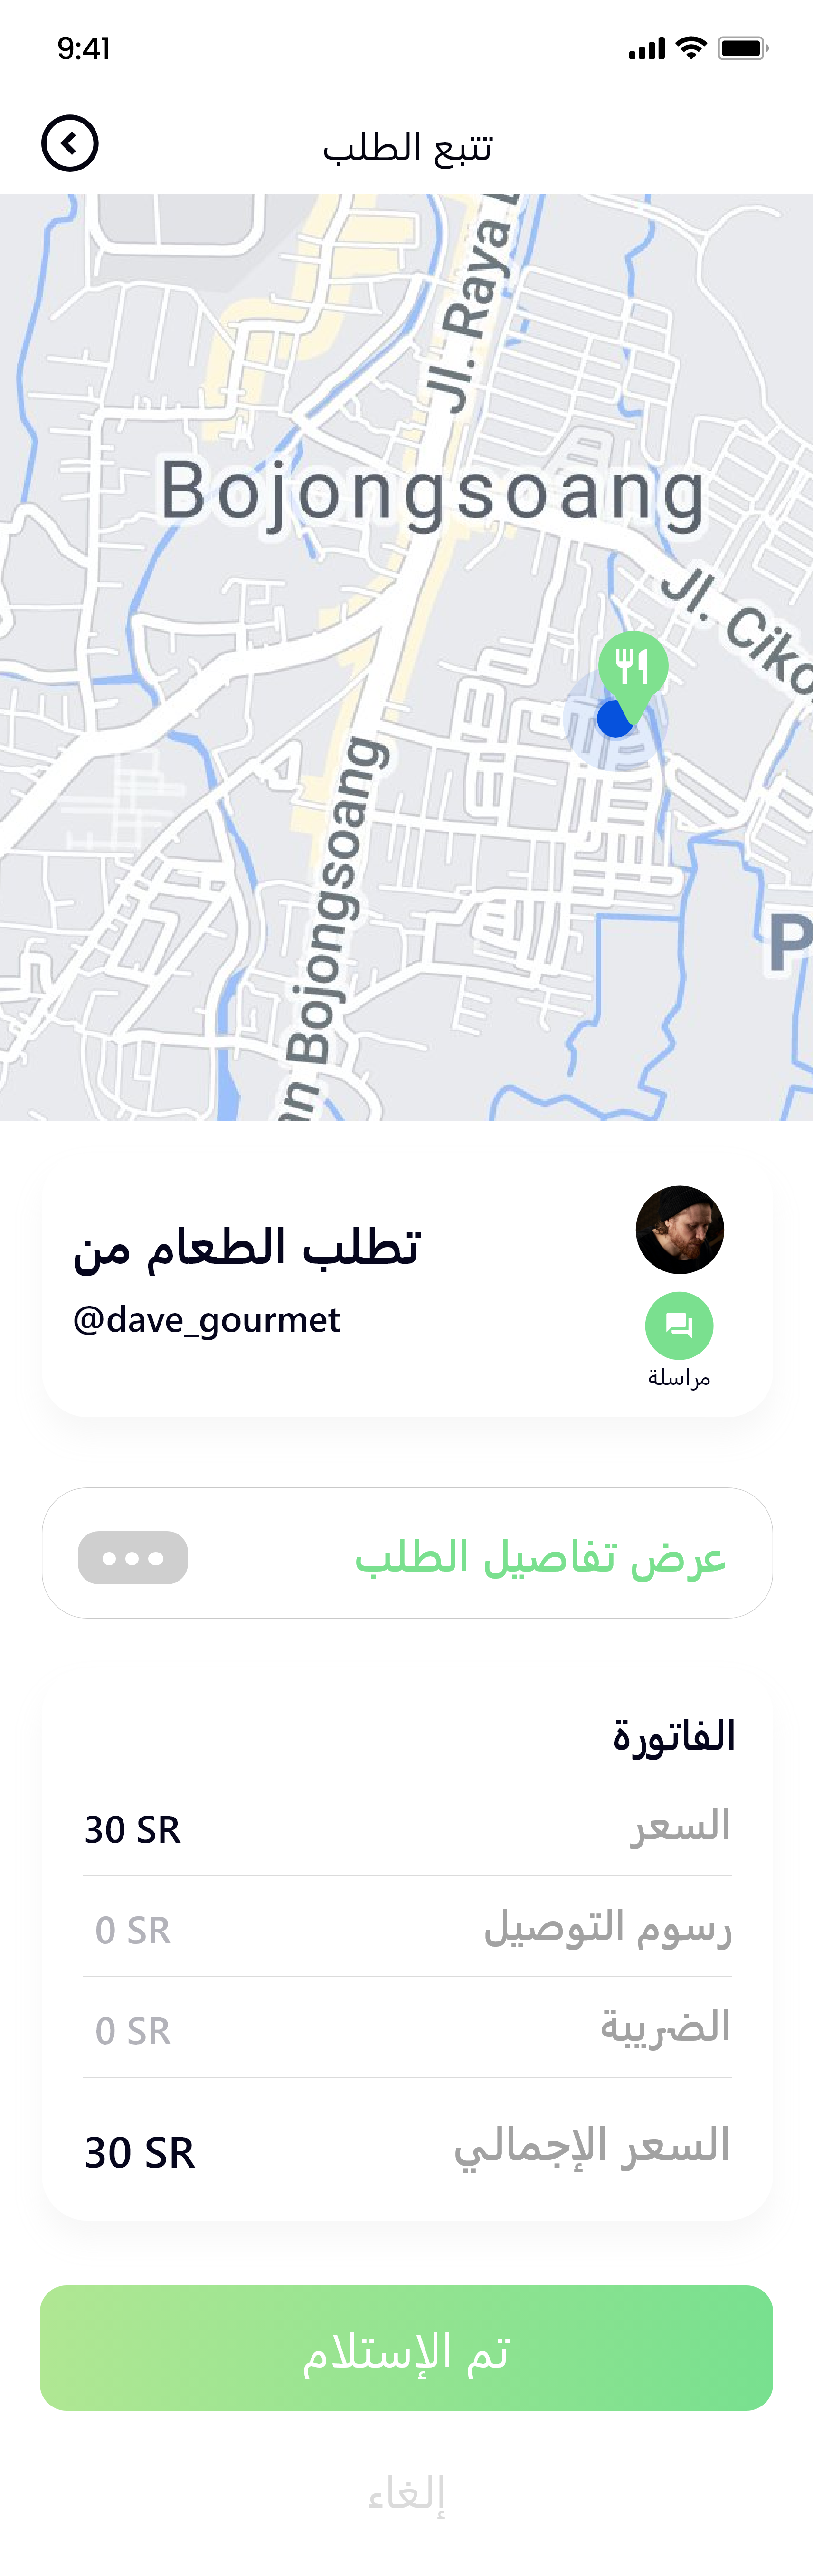 9:41
تتبع الطلب
Jl. Raya
Bojongsoang
Jl. Ciko
Bojongsoang
P
تطلب الطعام من
@dave_gourmet
مراسلة
عرض تفاصيل الطلب
الفاتورة
السعر 30 SR
رسوم التوصيل 0 SR
الضريبة 0 SR
السعر الإجمالي 30 SR
تم الإستلام
إلغاء